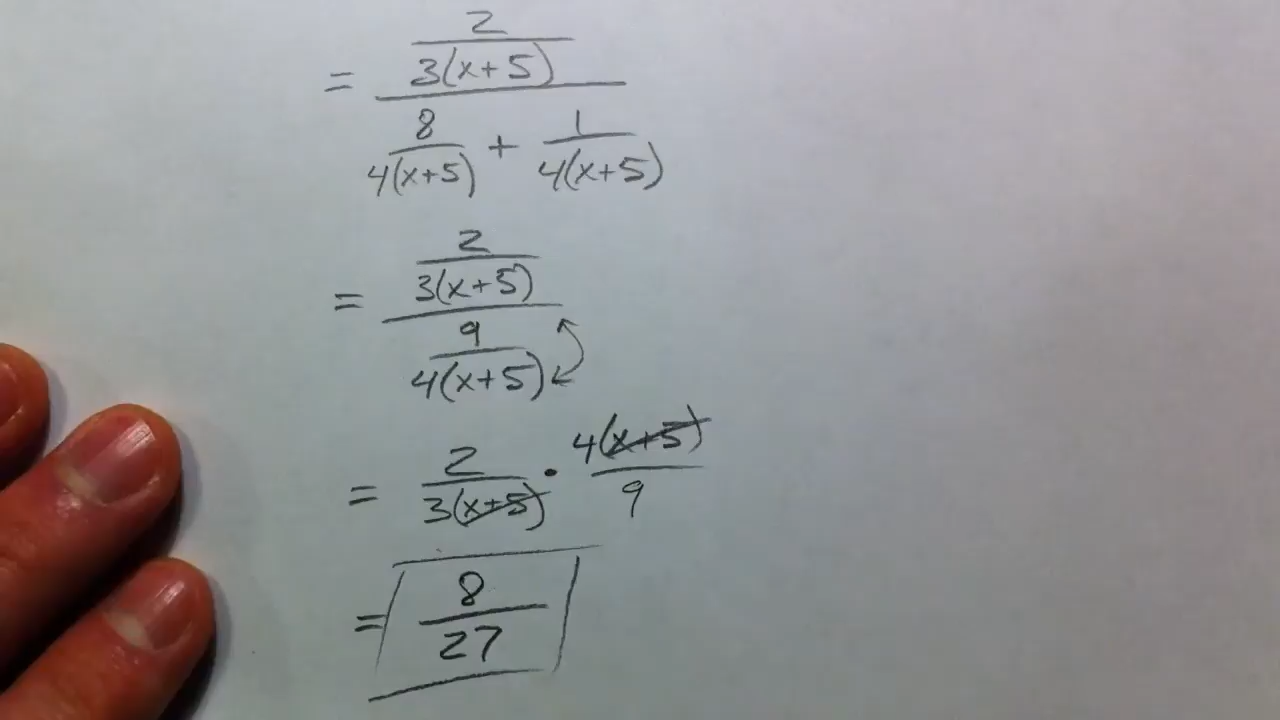 = 2/(3(x+5)) / (8/(4(x+5)) + 1/(4(x+5)))
= 2/(3(x+5)) / (9/(4(x+5)))
= 2/(3(x+5)) · 4(x+5)/9
= 8/27